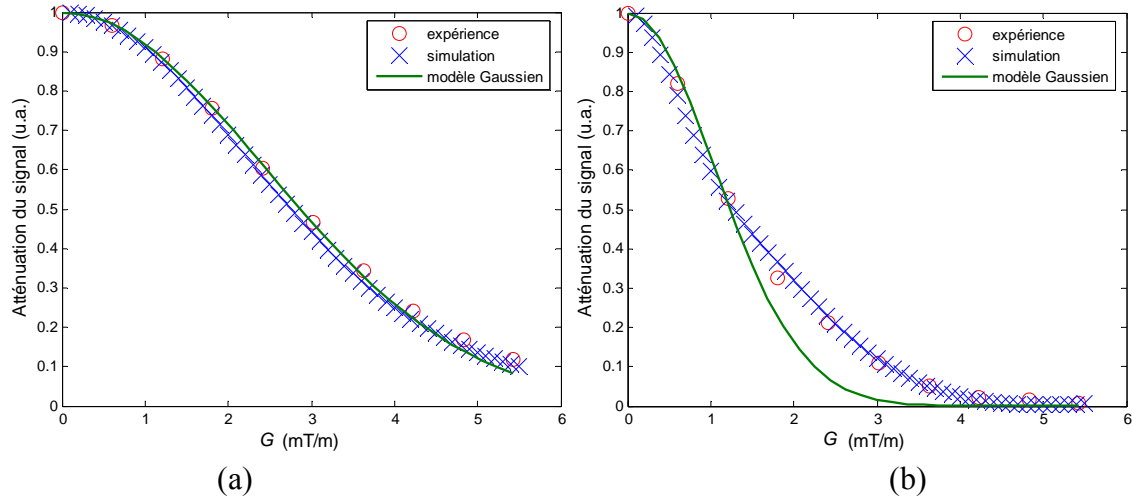 1
0.9
0.8
0.7
0.6
0.5
0.4
0.3
0.2
0.1
0
Atténuation du signal (u.a.)
0 1 2 3 4 5 6
G (mT/m)
expérience
simulation
modèle Gaussien
(a)
1
0.9
0.8
0.7
0.6
0.5
0.4
0.3
0.2
0.1
0
Atténuation du signal (u.a.)
0 1 2 3 4 5 6
G (mT/m)
expérience
simulation
modèle Gaussien
(b)